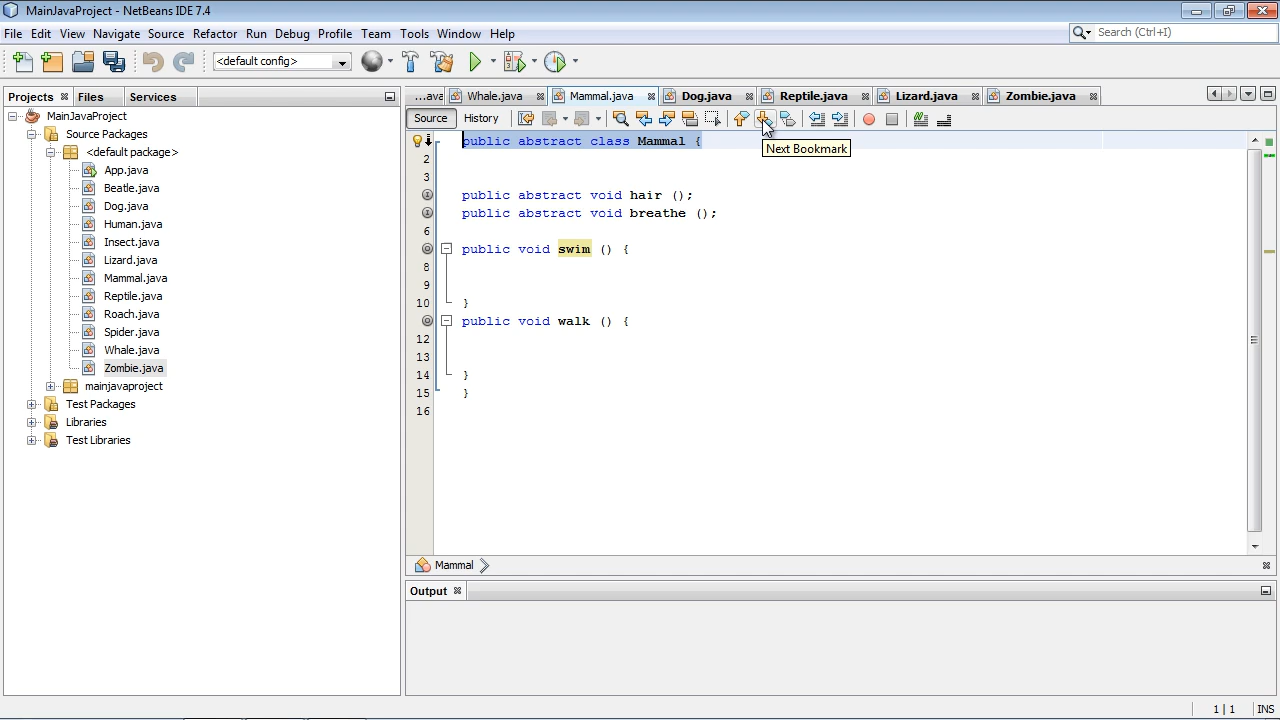 MainJavaProject - NetBeans IDE 7.4
File Edit View Navigate Source Refactor Run Debug Profile Team Tools Window Help
Search (Ctrl+I)
<default config>
Projects Files Services
...ava Whale.java Mammal.java Dog.java Reptile.java Lizard.java Zombie.java
Source History
Next Bookmark
MainJavaProject
Source Packages
<default package>
App.java
Beatle.java
Dog.java
Human.java
Insect.java
Lizard.java
Mammal.java
Reptile.java
Roach.java
Spider.java
Whale.java
Zombie.java
mainjavaproject
Test Packages
Libraries
Test Libraries
public abstract class Mammal {
2
3
public abstract void hair ();
public abstract void breathe ();
6
public void swim () {
8
9
10 }
public void walk () {
12
13
14 }
15 }
16
Mammal
Output
1 | 1 INS